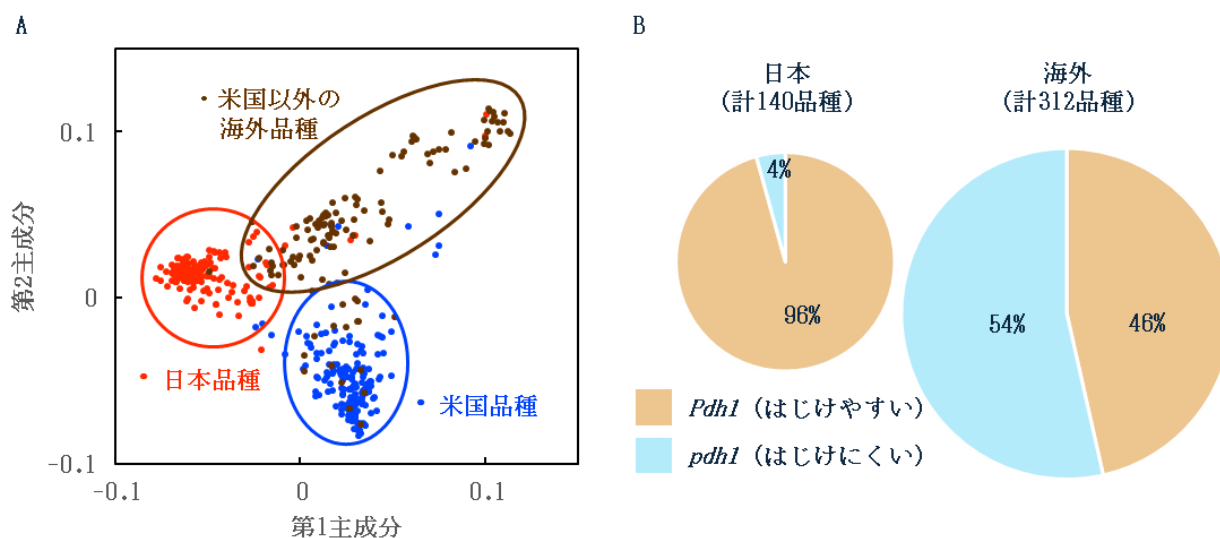 A
・米国以外の
海外品種
0.1
第2主成分
0
・日本品種
・米国品種
-0.1
-0.1
0
0.1
第1主成分
B
日本
(計140品種)
海外
(計312品種)
4%
96%
54%
46%
Pdh1 (はじけやすい)
pdh1 (はじけにくい)